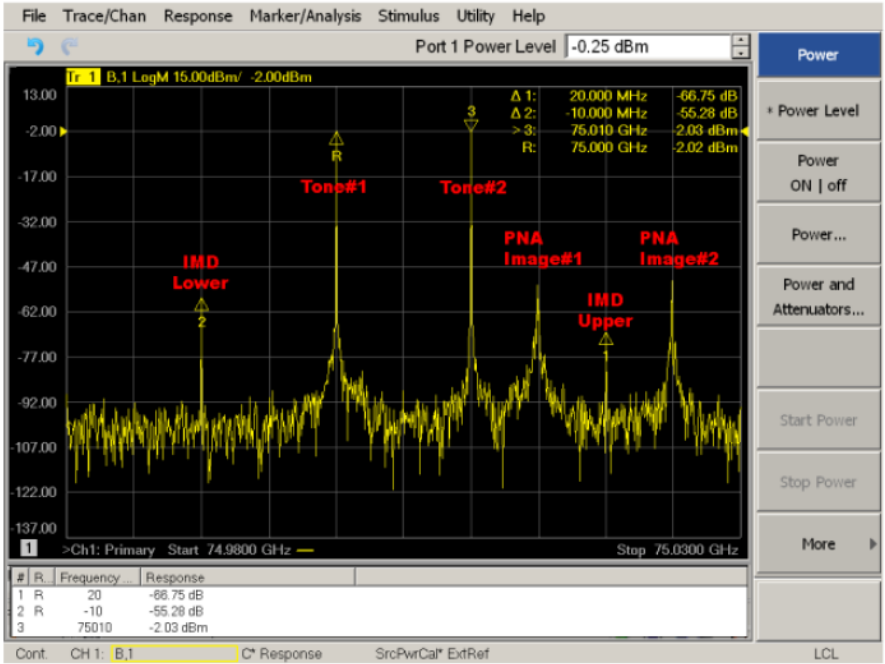 File Trace/Chan Response Marker/Analysis Stimulus Utility Help
Port 1 Power Level -0.25 dBm
Tr 1 B,1 LogM 15.00dBm/ -2.00dBm
13.00
-2.00
-17.00
-32.00
-47.00
-62.00
-77.00
-92.00
-107.00
-122.00
-137.00
Δ 1: 20.000 MHz -66.75 dB
Δ 2: -10.000 MHz -55.28 dB
> 3: 75.010 GHz -2.03 dBm
R: 75.000 GHz -2.02 dBm
3
R
Tone#1
Tone#2
PNA
Image#1
PNA
Image#2
IMD
Lower
2
IMD
Upper
1
1 >Ch1: Primary Start 74.9800 GHz
Stop 75.0300 GHz
# R... Frequency ... Response
1 R 20 -66.75 dB
2 R -10 -55.28 dB
3 75010 -2.03 dBm
Cont. CH 1: B,1 C* Response SrcPwrCal* ExtRef LCL
Power
* Power Level
Power
ON | off
Power...
Power and
Attenuators...
Start Power
Stop Power
More